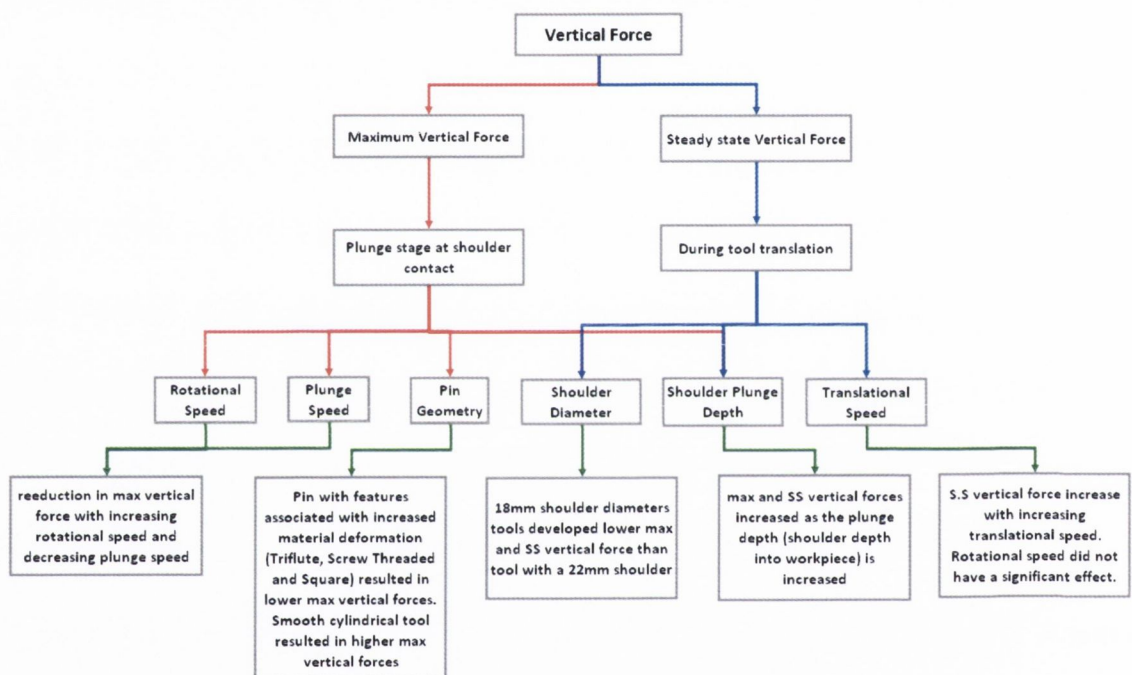 Vertical Force
Maximum Vertical Force
Steady state Vertical Force
Plunge stage at shoulder
contact
During tool translation
Rotational
Speed
Plunge
Speed
Pin
Geometry
Shoulder
Diameter
Shoulder Plunge
Depth
Translational
Speed
reeduction in max vertical
force with increasing
rotational speed and
decreasing plunge speed
Pin with features
associated with increased
material deformation
(Triflute, Screw Threaded
and Square) resulted in
lower max vertical forces.
Smooth cylindrical tool
resulted in higher max
vertical forces
18mm shoulder diameters
tools developed lower max
and SS vertical force than
tool with a 22mm shoulder
max and SS vertical forces
increased as the plunge
depth (shoulder depth
into workpiece) is
increased
S.S vertical force increase
with increasing
translational speed.
Rotational speed did not
have a significant effect.